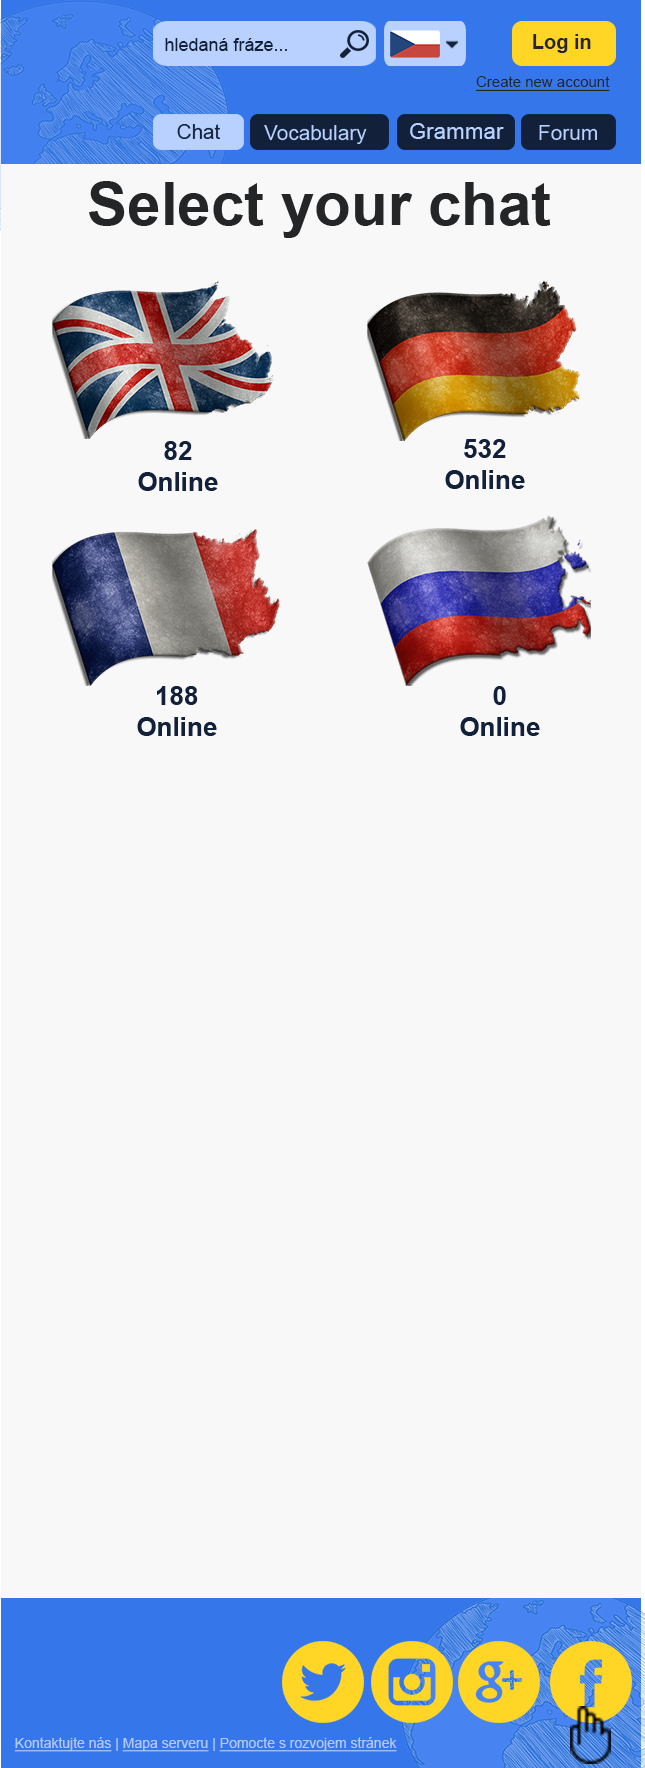 hledaná fráze...
Log in
Create new account
Chat
Vocabulary
Grammar
Forum
Select your chat
82
Online
532
Online
188
Online
0
Online
g+
f
Kontaktujte nás | Mapa serveru | Pomocte s rozvojem stránek